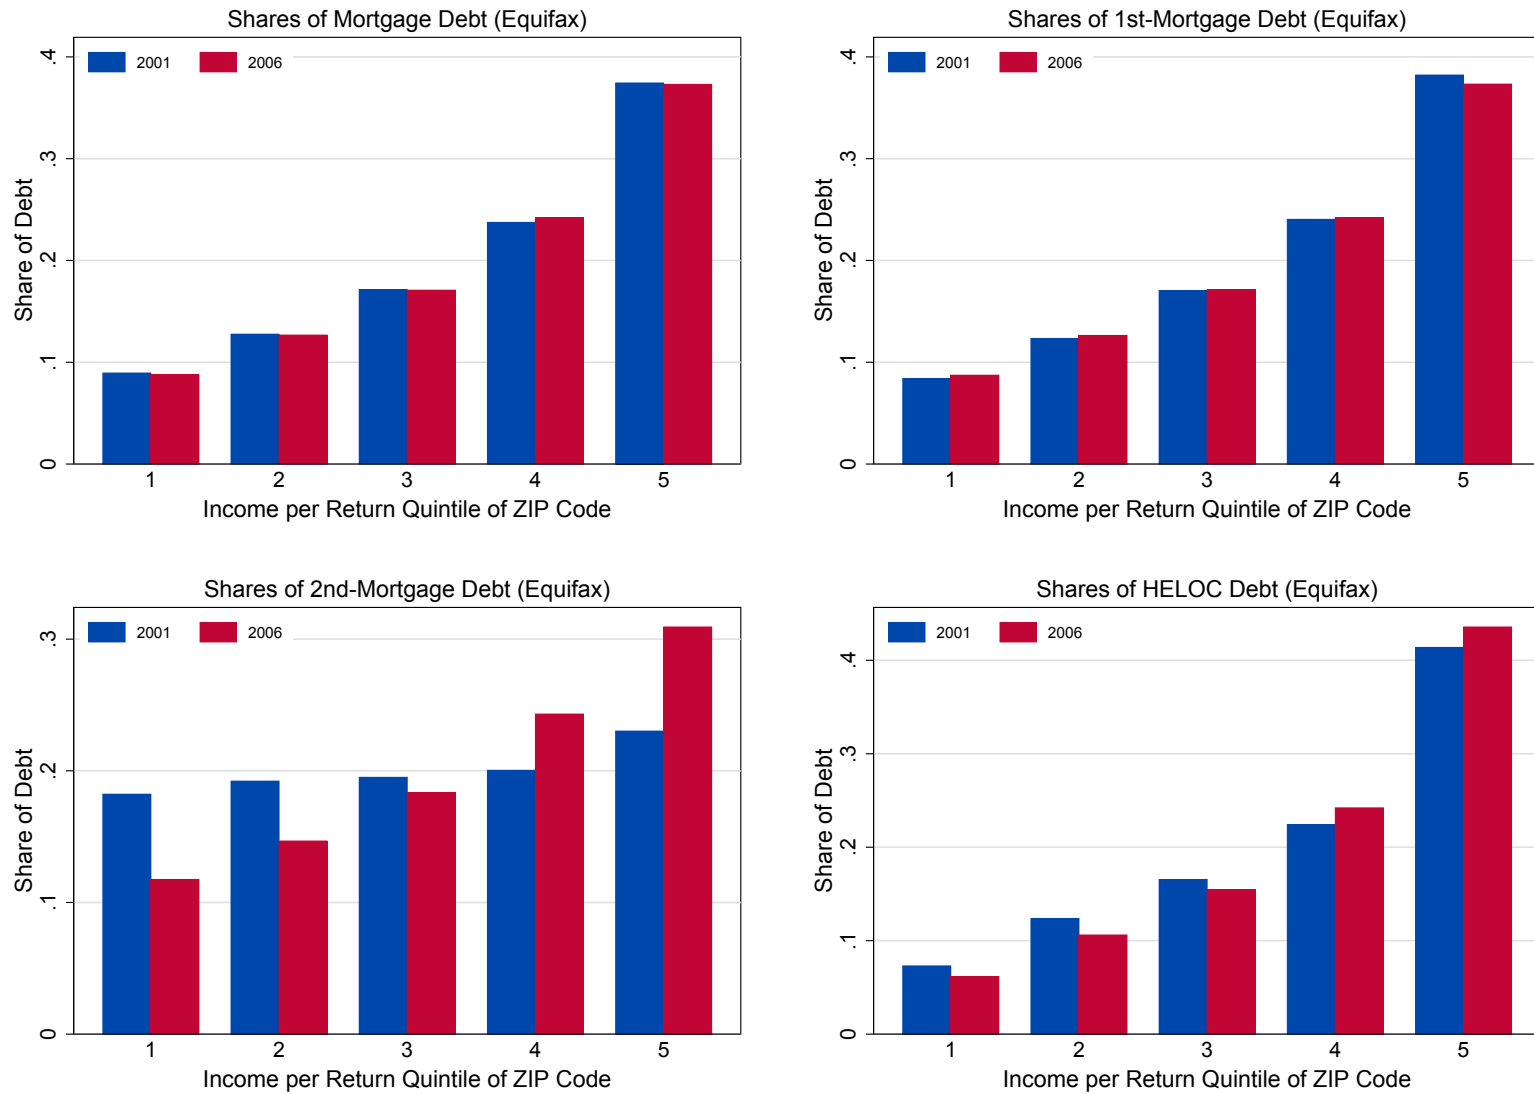 Shares of Mortgage Debt (Equifax)
2001 2006
.4
.3
.2
.1
0
Share of Debt
1 2 3 4 5
Income per Return Quintile of ZIP Code
Shares of 1st-Mortgage Debt (Equifax)
2001 2006
.4
.3
.2
.1
0
Share of Debt
1 2 3 4 5
Income per Return Quintile of ZIP Code
Shares of 2nd-Mortgage Debt (Equifax)
2001 2006
.3
.2
.1
0
Share of Debt
1 2 3 4 5
Income per Return Quintile of ZIP Code
Shares of HELOC Debt (Equifax)
2001 2006
.4
.3
.2
.1
0
Share of Debt
1 2 3 4 5
Income per Return Quintile of ZIP Code